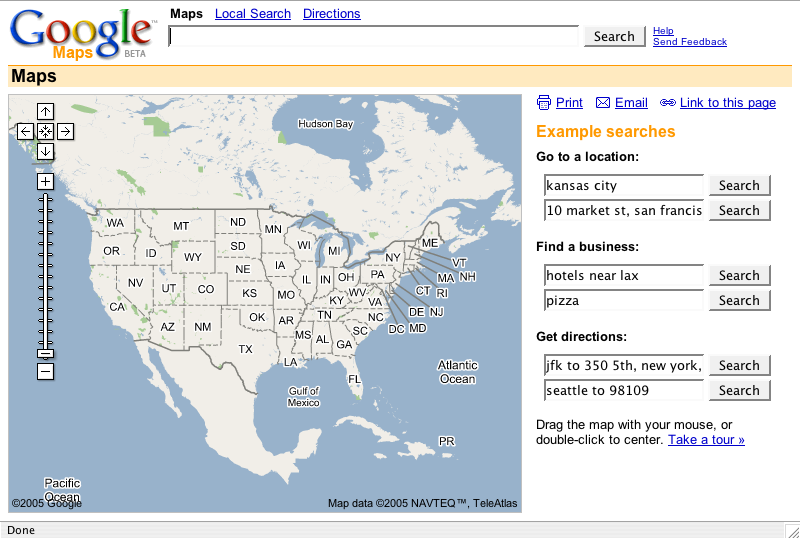 Google™
Maps BETA
Maps Local Search Directions
Search
Help
Send Feedback
Maps
Print Email Link to this page
Example searches
Go to a location:
kansas city Search
10 market st, san francis Search
Find a business:
hotels near lax Search
pizza Search
Get directions:
jfk to 350 5th, new york, Search
seattle to 98109 Search
Drag the map with your mouse, or
double-click to center. Take a tour »
Hudson Bay
WA
MT
ND
MN
ME
OR
ID
WY
SD
WI
MI
NY
VT
NH
MA
RI
CT
NV
UT
CO
NE
IA
IL
IN
OH
PA
NJ
DE
MD
DC
CA
AZ
NM
KS
MO
KY
WV
VA
OK
AR
TN
NC
SC
TX
LA
MS
AL
GA
FL
Gulf of
Mexico
Atlantic
Ocean
PR
Pacific
Ocean
©2005 Google
Map data ©2005 NAVTEQ™, TeleAtlas
Done